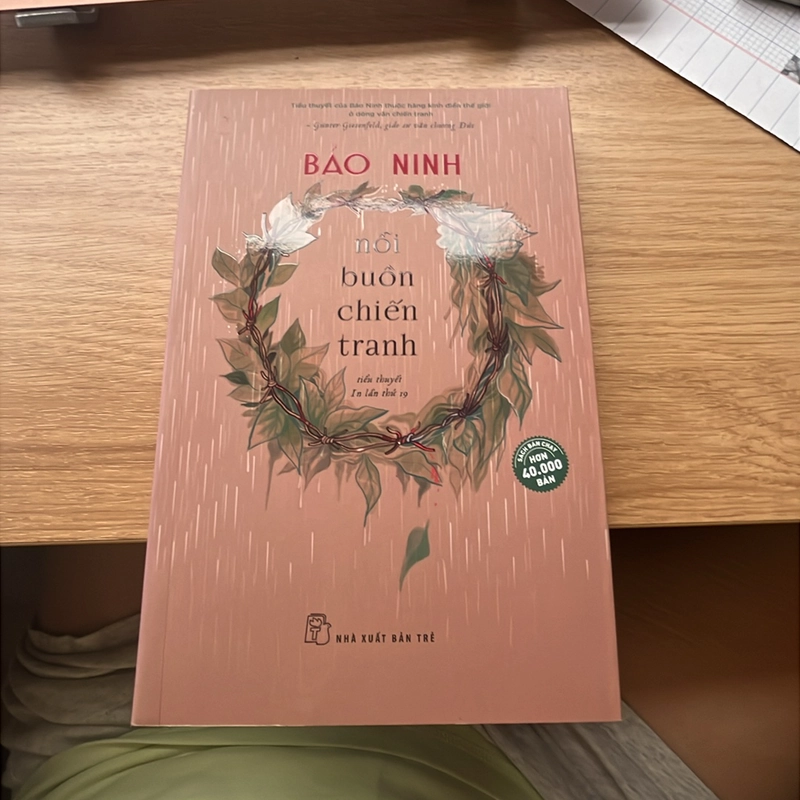 Tiểu thuyết của Bảo Ninh thuộc hàng kinh điển thế giới
ở dòng văn chiến tranh
– Gunter Giesenfeld, giáo sư văn chương Đức
BẢO NINH
nỗi
buồn
chiến
tranh
tiểu thuyết
In lần thứ 19
SÁCH BÁN CHẠY
HƠN
40.000
BẢN
NHÀ XUẤT BẢN TRẺ